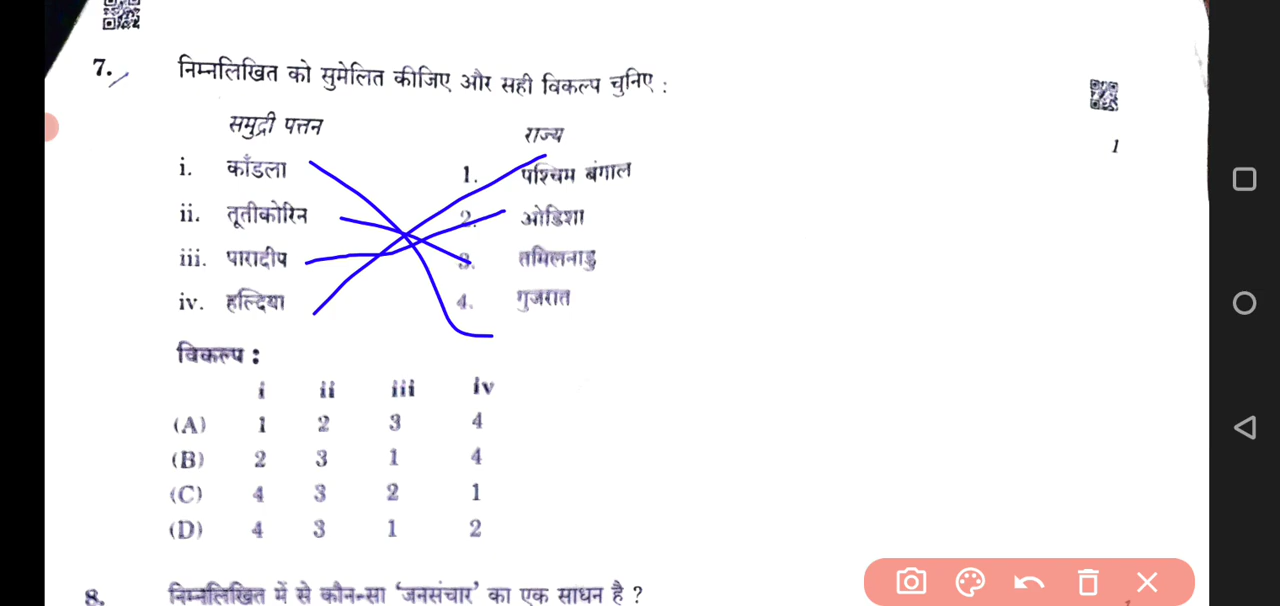 7. निम्नलिखित को सुमेलित कीजिए और सही विकल्प चुनिए :
समुद्री पत्तन राज्य
1
i. काँडला 1. पश्चिम बंगाल
ii. तूतीकोरिन 2. ओडिशा
iii. पारादीप 3. तमिलनाडु
iv. हल्दिया 4. गुजरात
विकल्प :
i ii iii iv
(A) 1 2 3 4
(B) 2 3 1 4
(C) 4 3 2 1
(D) 4 3 1 2
8. निम्नलिखित में से कौन-सा 'जनसंचार' का एक साधन है ?